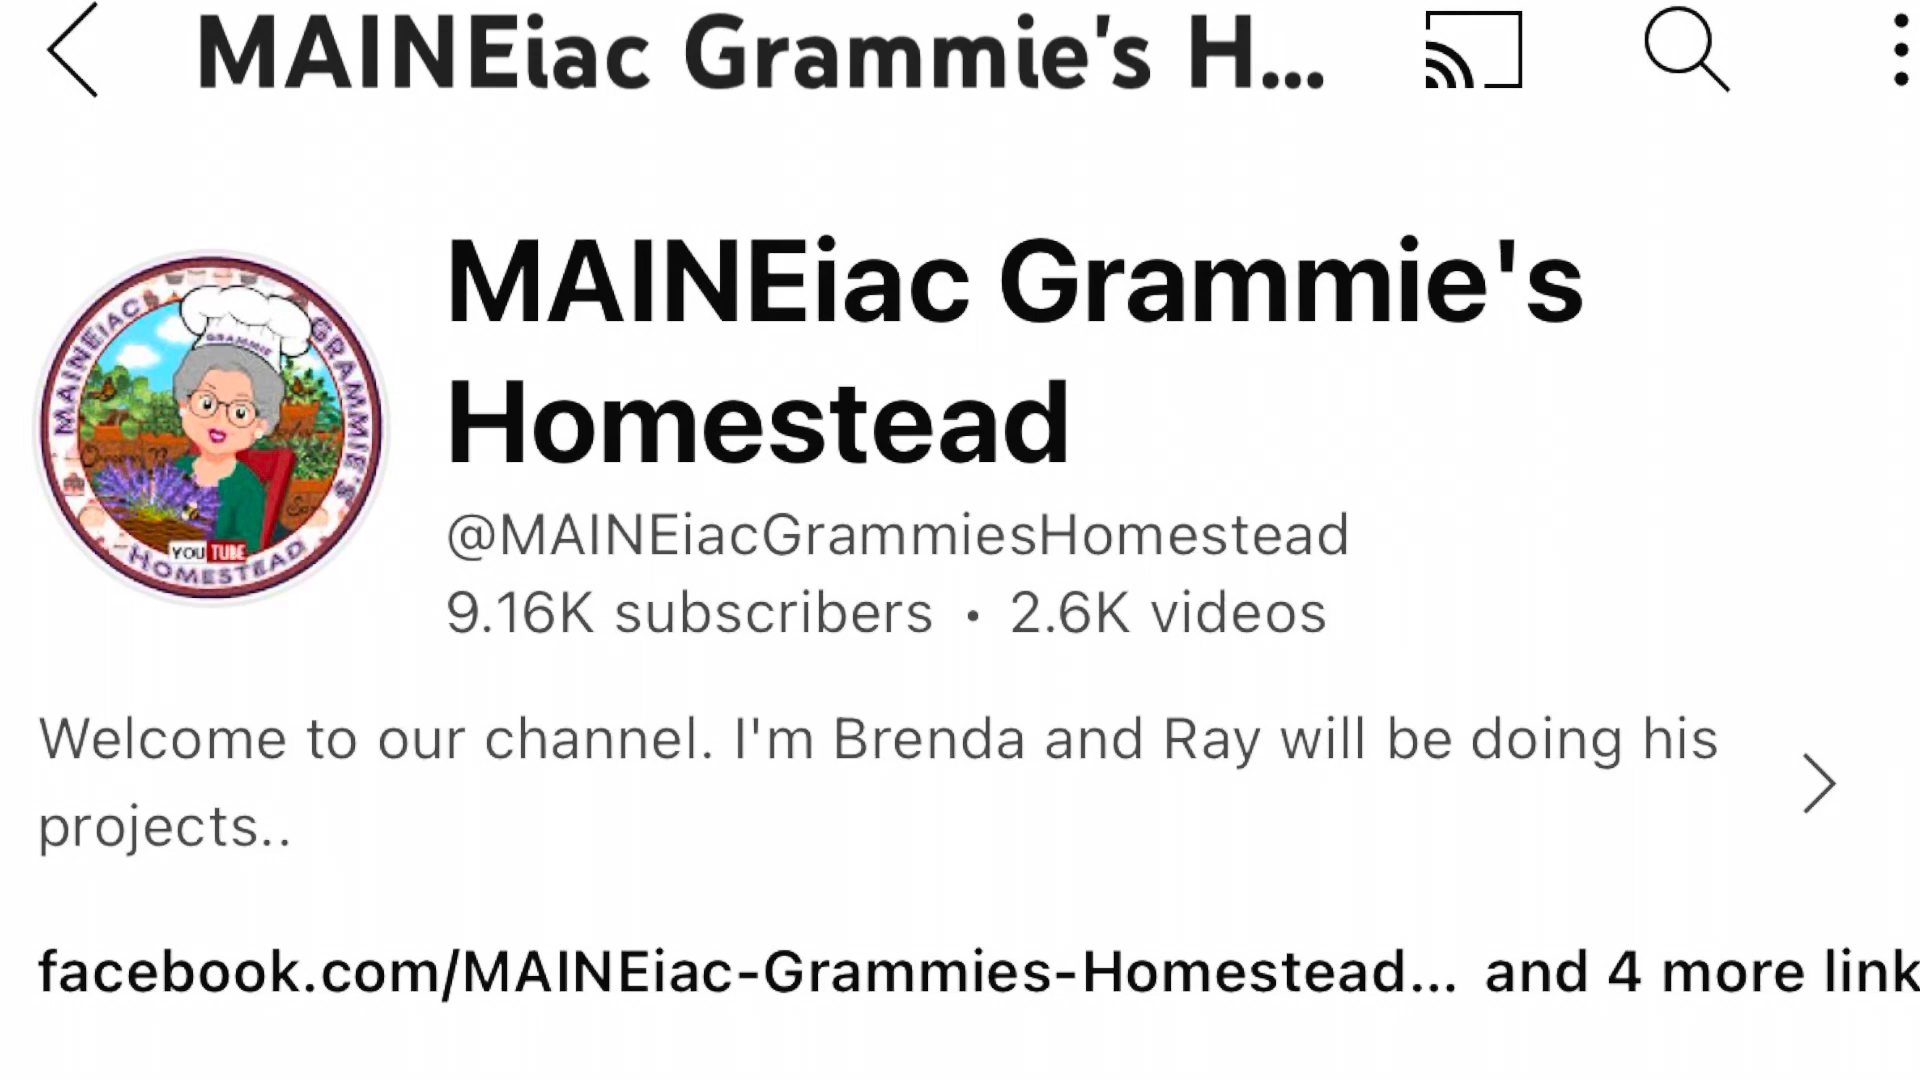 MAINEiac Grammie's H...
MAINEiac Grammie's
Homestead
MAINEIAC GRAMMIE'S
GRAMMIE
YOU TUBE
HOMESTEAD
@MAINEiacGrammiesHomestead
9.16K subscribers • 2.6K videos
Welcome to our channel. I'm Brenda and Ray will be doing his
projects..
facebook.com/MAINEiac-Grammies-Homestead... and 4 more link